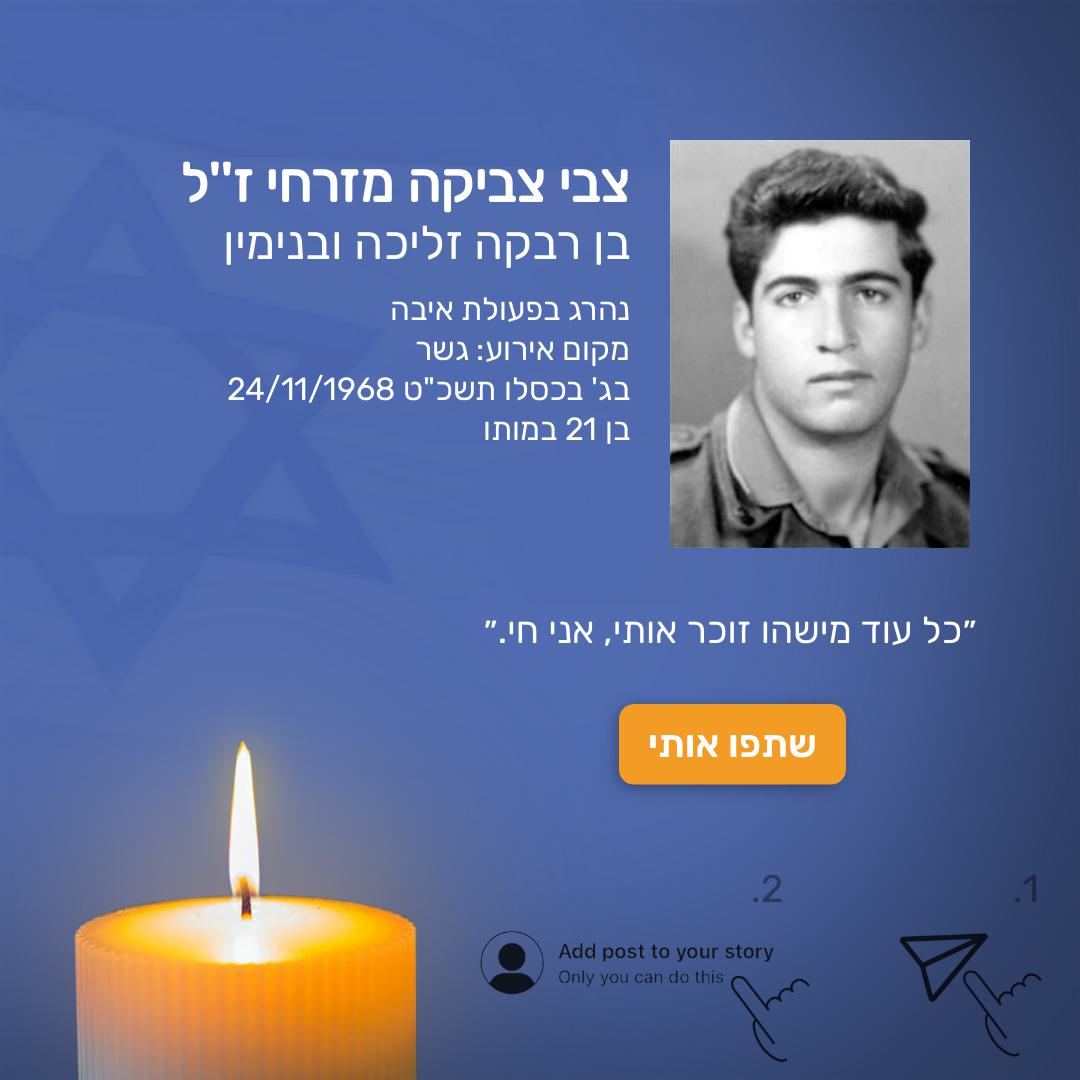 צבי צביקה מזרחי ז"ל
בן רבקה זליכה ובנימין
נהרג בפעולת איבה
מקום אירוע: גשר
בג' בכסלו תשכ"ט 24/11/1968
בן 21 במותו
"כל עוד מישהו זוכר אותי, אני חי."
שתפו אותי
1.
2.
Add post to your story
Only you can do this